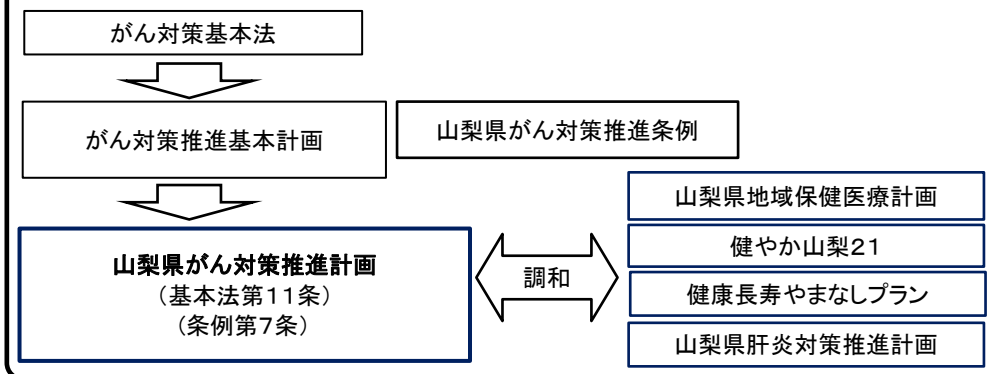 がん対策基本法
がん対策推進基本計画
山梨県がん対策推進条例
山梨県がん対策推進計画
（基本法第11条）
（条例第7条）
調和
山梨県地域保健医療計画
健やか山梨２１
健康長寿やまなしプラン
山梨県肝炎対策推進計画